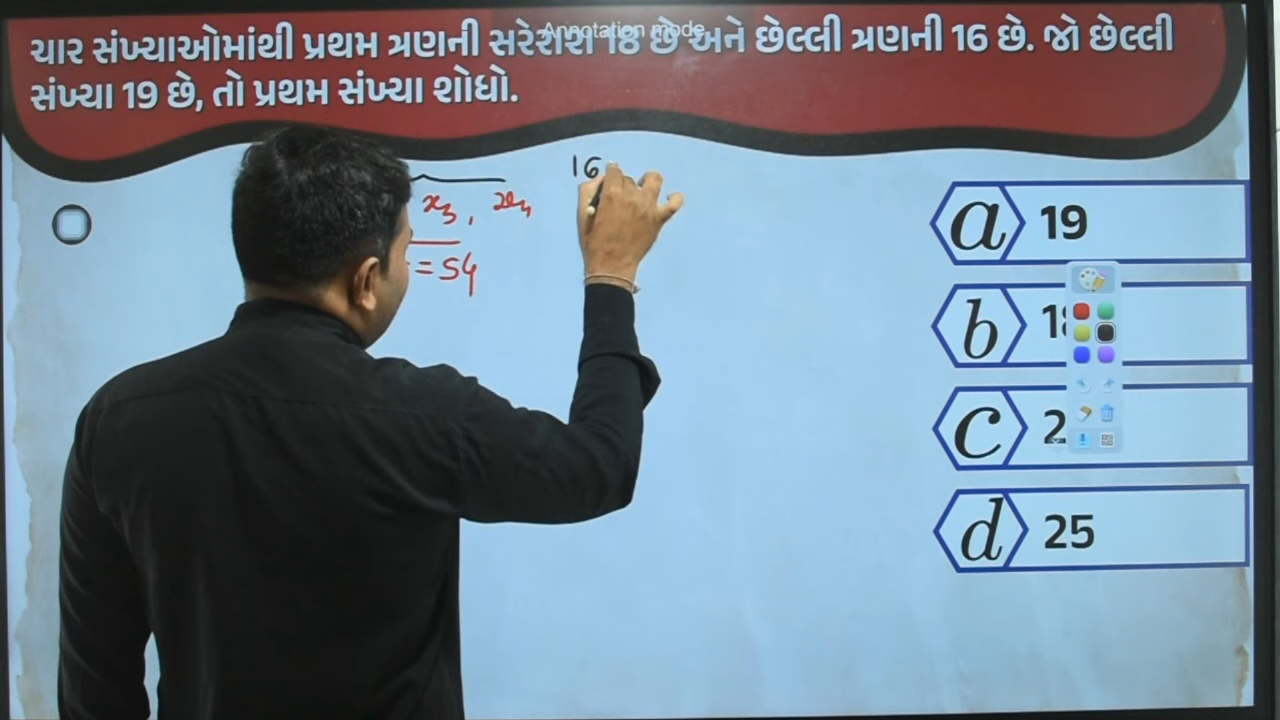 Annotation mode
ચાર સંખ્યાઓમાંથી પ્રથમ ત્રણની સરેરાશ 18 છે અને છેલ્લી ત્રણની 16 છે. જો છેલ્લી
સંખ્યા 19 છે, તો પ્રથમ સંખ્યા શોધો.
16
x₃, x₄
= 54
a 19
b
c
d 25